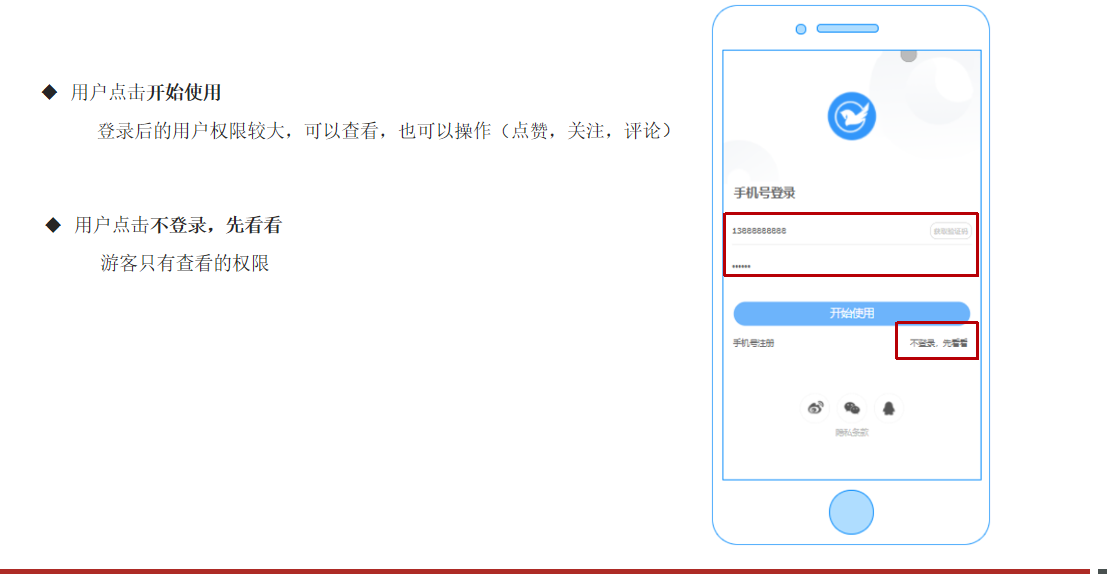 ◆ 用户点击开始使用
登录后的用户权限较大，可以查看，也可以操作（点赞，关注，评论）
◆ 用户点击不登录，先看看
游客只有查看的权限
手机号登录
13888888888 获取验证码
••••••
开始使用
手机号注册 不登录，先看看
隐私条款